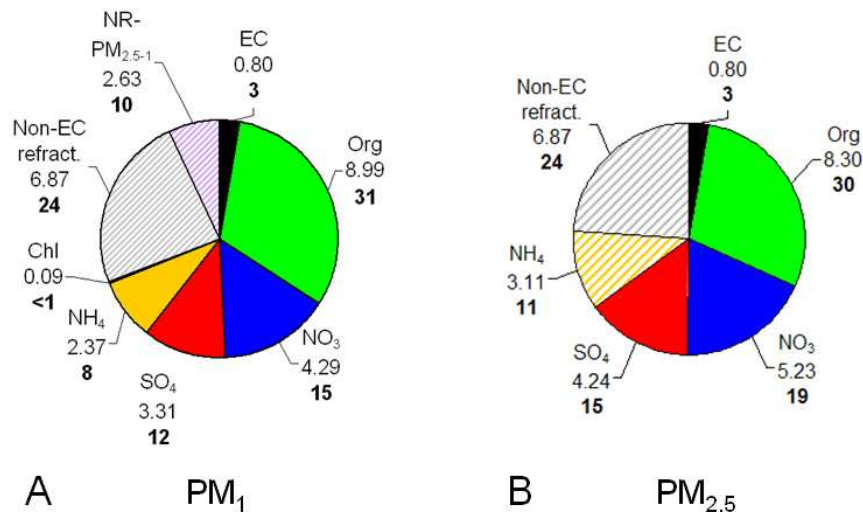 NR-
PM2.5-1
2.63
10
EC
0.80
3
Org
8.99
31
NO3
4.29
15
SO4
3.31
12
NH4
2.37
8
Chl
0.09
<1
Non-EC
refract.
6.87
24
A PM1
EC
0.80
3
Org
8.30
30
NO3
5.23
19
SO4
4.24
15
NH4
3.11
11
Non-EC
refract.
6.87
24
B PM2.5